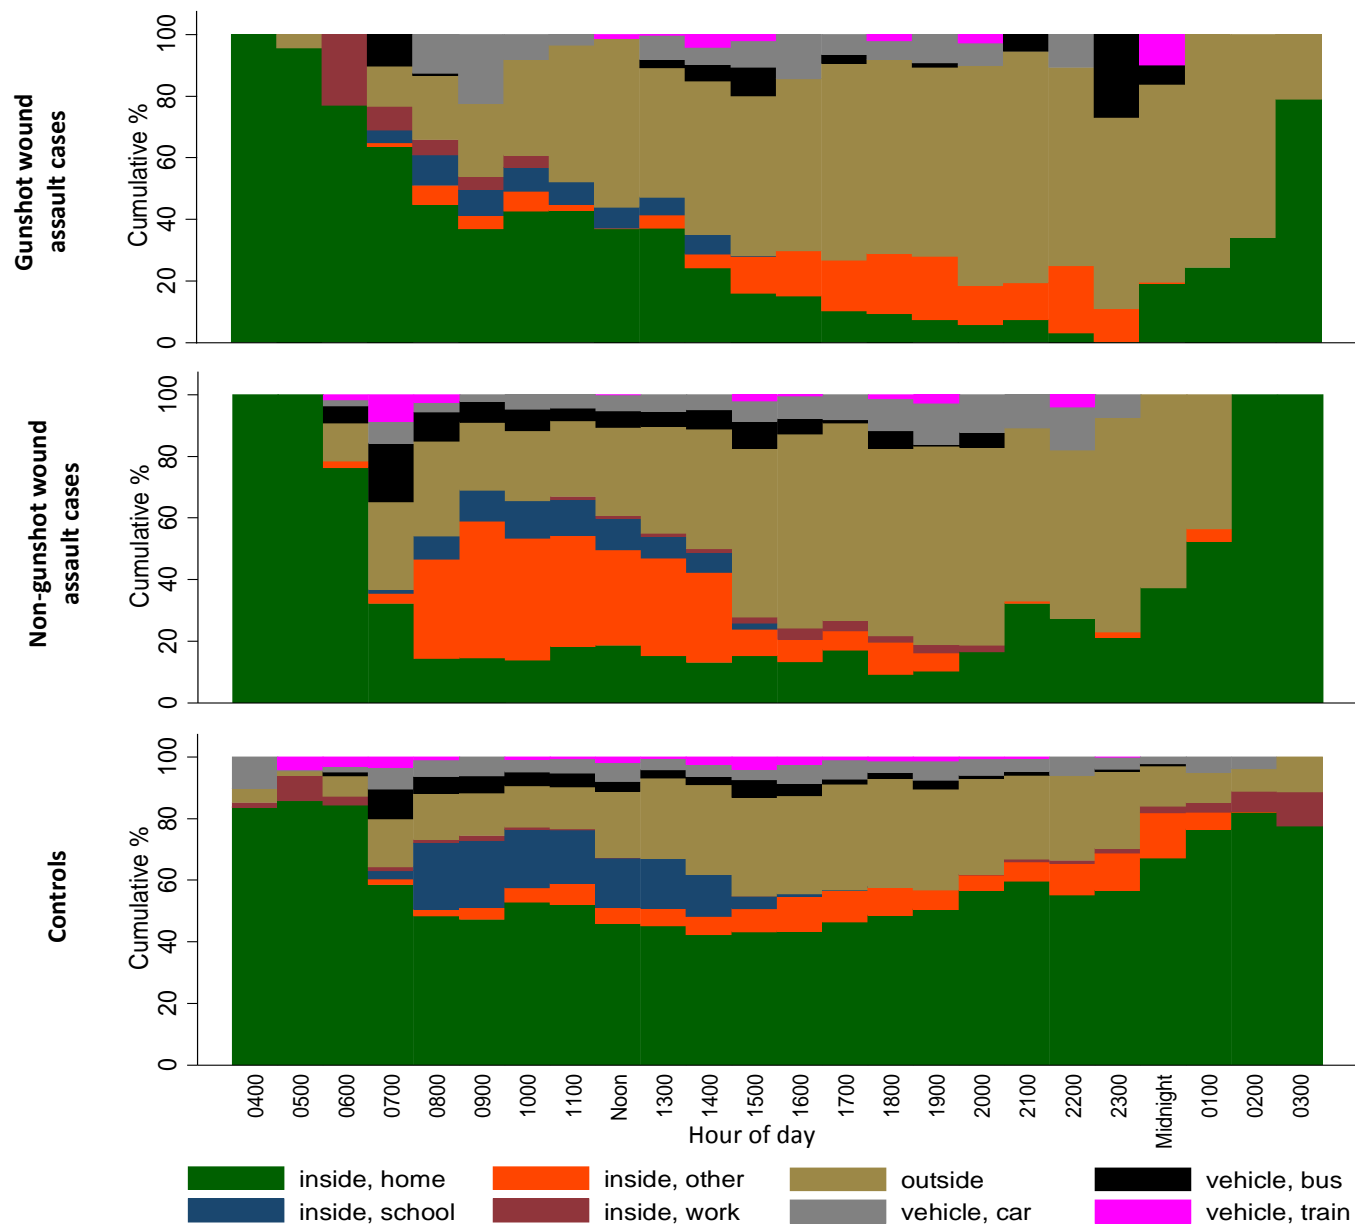 Gunshot wound
assault cases
Cumulative %
0 20 40 60 80 100
Non-gunshot wound
assault cases
Cumulative %
0 20 40 60 80 100
Controls
Cumulative %
0 20 40 60 80 100
0400 0500 0600 0700 0800 0900 1000 1100 Noon 1300 1400 1500 1600 1700 1800 1900 2000 2100 2200 2300 Midnight 0100 0200 0300
Hour of day
inside, home inside, other outside vehicle, bus
inside, school inside, work vehicle, car vehicle, train